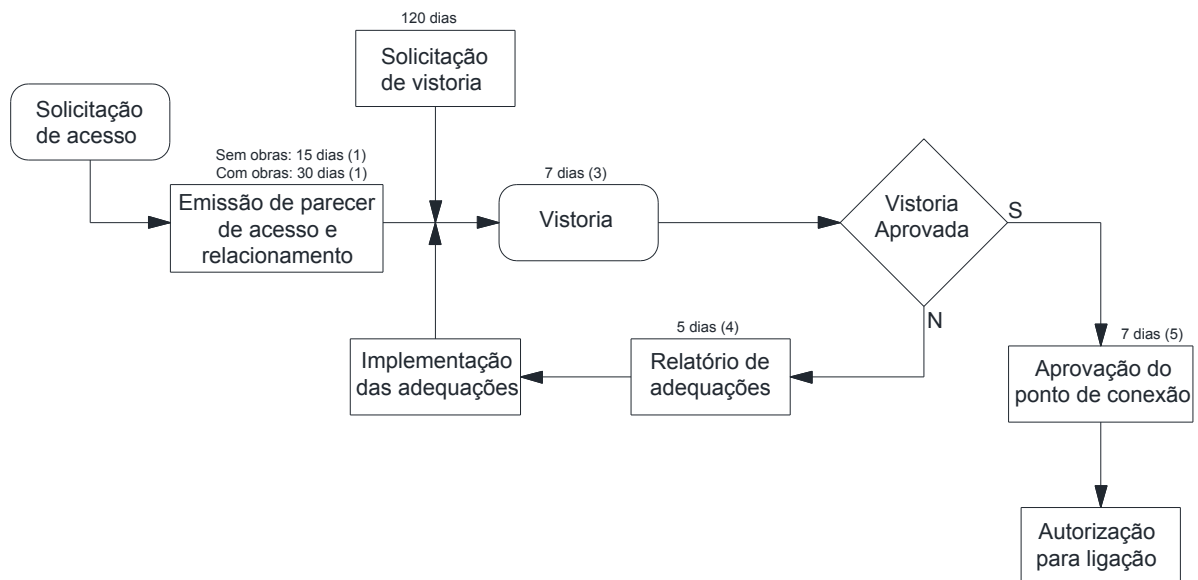 120 dias
Solicitação
de vistoria
Solicitação
de acesso
Sem obras: 15 dias (1)
Com obras: 30 dias (1)
Emissão de parecer
de acesso e
relacionamento
7 dias (3)
Vistoria
Vistoria
Aprovada
S
N
5 dias (4)
Relatório de
adequações
Implementação
das adequações
7 dias (5)
Aprovação do
ponto de conexão
Autorização
para ligação